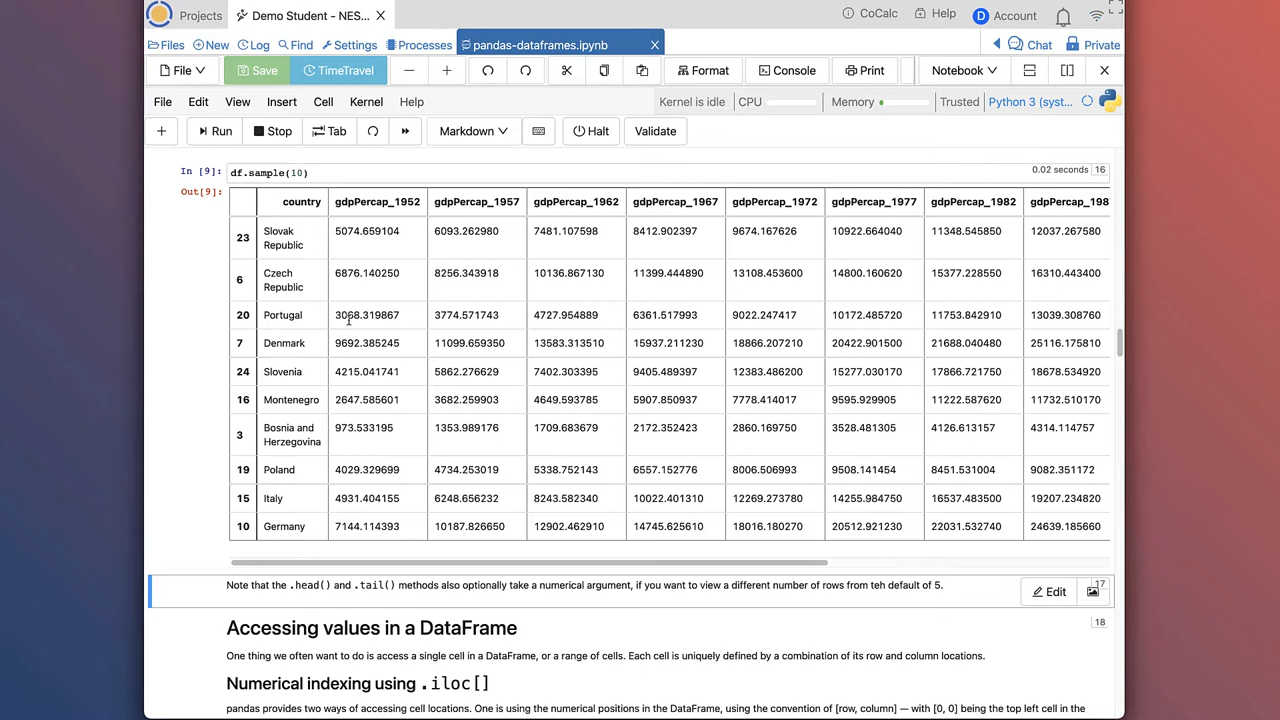 Projects Demo Student - NES... CoCalc Help D Account
Files New Log Find Settings Processes pandas-dataframes.ipynb Chat Private
File Save TimeTravel Format Console Print Notebook
File Edit View Insert Cell Kernel Help Kernel is idle CPU Memory Trusted Python 3 (syst...
Run Stop Tab Markdown Halt Validate
In [9]: df.sample(10) 0.02 seconds 16
Out[9]:
country gdpPercap_1952 gdpPercap_1957 gdpPercap_1962 gdpPercap_1967 gdpPercap_1972 gdpPercap_1977 gdpPercap_1982
23 Slovak Republic 5074.659104 6093.262980 7481.107598 8412.902397 9674.167626 10922.664040 11348.545850 12037.267580
6 Czech Republic 6876.140250 8256.343918 10136.867130 11399.444890 13108.453600 14800.160620 15377.228550 16310.443400
20 Portugal 3068.319867 3774.571743 4727.954889 6361.517993 9022.247417 10172.485720 11753.842910 13039.308760
7 Denmark 9692.385245 11099.659350 13583.313510 15937.211230 18866.207210 20422.901500 21688.040480 25116.175810
24 Slovenia 4215.041741 5862.276629 7402.303395 9405.489397 12383.486200 15277.030170 17866.721750 18678.534920
16 Montenegro 2647.585601 3682.259903 4649.593785 5907.850937 7778.414017 9595.929905 11222.587620 11732.510170
3 Bosnia and Herzegovina 973.533195 1353.989176 1709.683679 2172.352423 2860.169750 3528.481305 4126.613157 4314.114757
19 Poland 4029.329699 4734.253019 5338.752143 6557.152776 8006.506993 9508.141454 8451.531004 9082.351172
15 Italy 4931.404155 6248.656232 8243.582340 10022.401310 12269.273780 14255.984750 16537.483500 19207.234820
10 Germany 7144.114393 10187.826650 12902.462910 14745.625610 18016.180270 20512.921230 22031.532740 24639.185660
Note that the .head() and .tail() methods also optionally take a numerical argument, if you want to view a different number of rows from teh default of 5. Edit 17
Accessing values in a DataFrame 18
One thing we often want to do is access a single cell in a DataFrame, or a range of cells. Each cell is uniquely defined by a combination of its row and column locations.
Numerical indexing using .iloc[]
pandas provides two ways of accessing cell locations. One is using the numerical positions in the DataFrame, using the convention of [row, column] — with [0, 0] being the top left cell in the